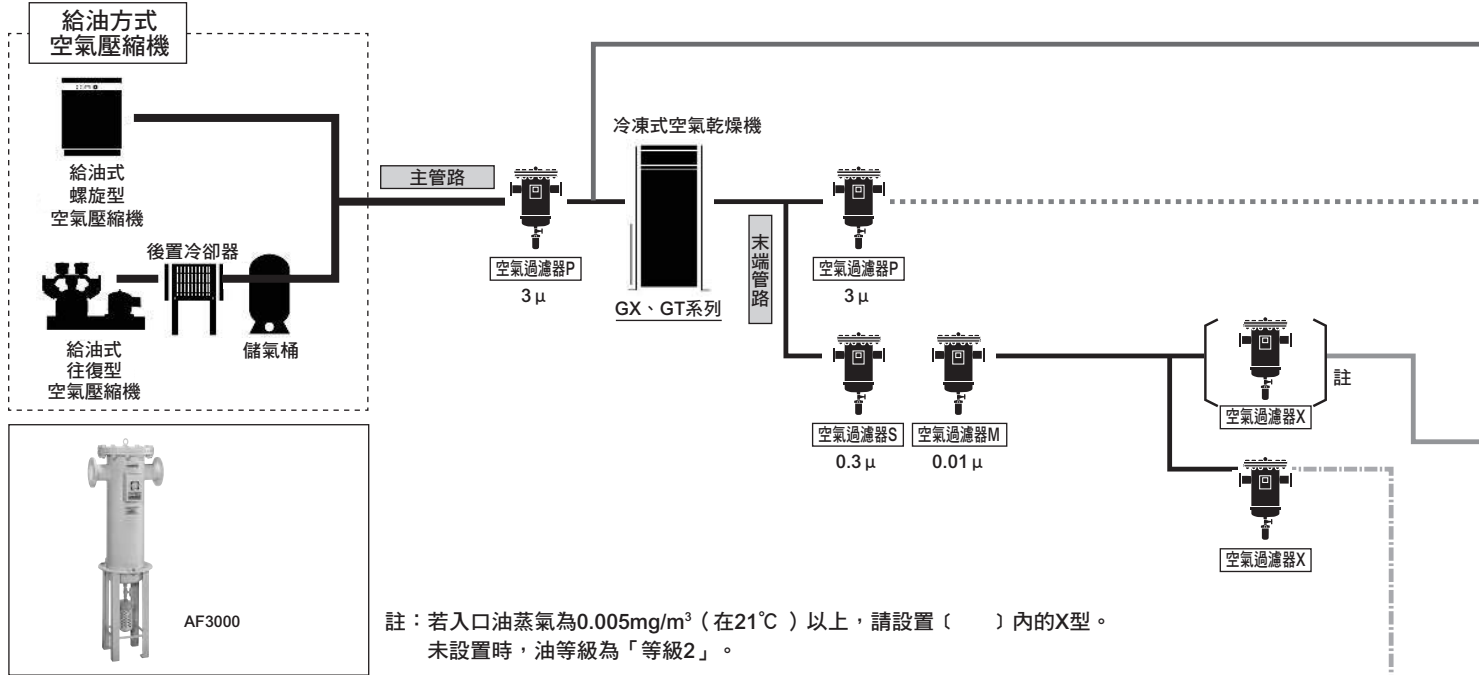 給油方式
空氣壓縮機
給油式
螺旋型
空氣壓縮機
後置冷卻器
給油式
往復型
空氣壓縮機
儲氣桶
主管路
空氣過濾器P
3μ
冷凍式空氣乾燥機
GX、GT系列
末端管路
空氣過濾器P
3μ
空氣過濾器S
0.3μ
空氣過濾器M
0.01μ
空氣過濾器X
註
空氣過濾器X
AF3000
註：若入口油蒸氣為0.005mg/m³（在21℃）以上，請設置〔　　〕內的X型。
未設置時，油等級為「等級2」。